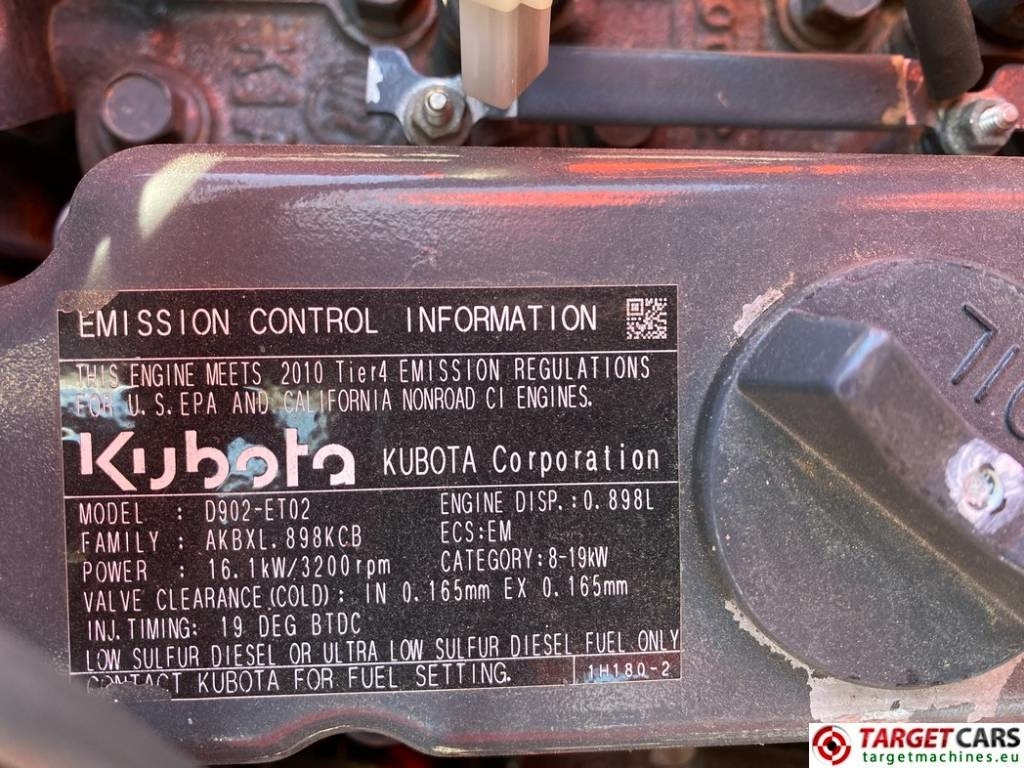 EMISSION CONTROL INFORMATION
THIS ENGINE MEETS 2010 Tier4 EMISSION REGULATIONS
FOR U.S.EPA AND CALIFORNIA NONROAD CI ENGINES.
Kubota KUBOTA Corporation
MODEL : D902-ET02 ENGINE DISP.:0.898L
FAMILY : AKBXL.898KCB ECS:EM
POWER : 16.1kW/3200rpm CATEGORY:8-19kW
VALVE CLEARANCE(COLD): IN 0.165mm EX 0.165mm
INJ.TIMING: 19 DEG BTDC
LOW SULFUR DIESEL OR ULTRA LOW SULFUR DIESEL FUEL ONLY
CONTACT KUBOTA FOR FUEL SETTING. 1H180-2
OIL
TARGETCARS
targetmachines.eu